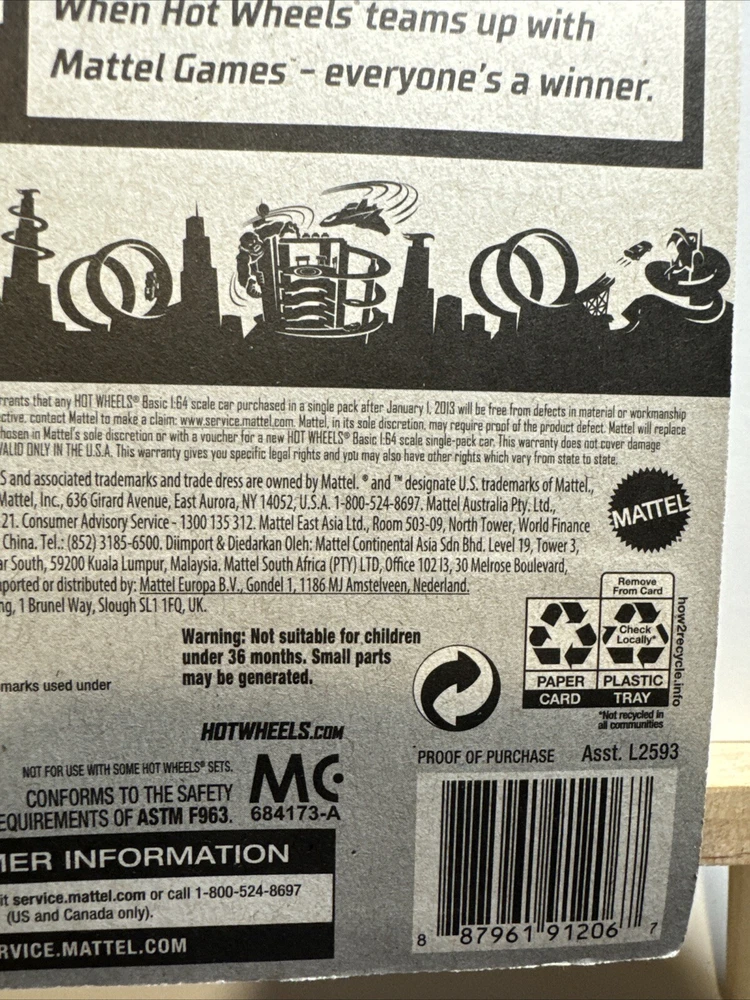 When Hot Wheels teams up with
Mattel Games™ – everyone's a winner.
rrants that any HOT WHEELS® Basic 1:64 scale car purchased in a single pack after January 1, 2013 will be free from defects in material or workmanship
ctive, contact Mattel to make a claim: www.service.mattel.com. Mattel, in its sole discretion, may require proof of the product defect. Mattel will replace
hosen in Mattel's sole discretion or with a voucher for a new HOT WHEELS® Basic 1:64 scale single-pack car. This warranty does not cover damage
VALID ONLY IN THE U.S.A. This warranty gives you specific legal rights and you may also have other rights which vary from state to state.
S and associated trademarks and trade dress are owned by Mattel. ® and ™ designate U.S. trademarks of Mattel.,
Mattel, Inc., 636 Girard Avenue, East Aurora, NY 14052, U.S.A. 1-800-524-8697. Mattel Australia Pty. Ltd.,
21. Consumer Advisory Service - 1300 135 312. Mattel East Asia Ltd., Room 503-09, North Tower, World Finance
China. Tel.: (852) 3185-6500. Diimport & Diedarkan Oleh: Mattel Continental Asia Sdn Bhd. Level 19, Tower 3,
ar South, 59200 Kuala Lumpur, Malaysia. Mattel South Africa (PTY) LTD, Office 102 I3, 30 Melrose Boulevard,
ported or distributed by: Mattel Europa B.V., Gondel 1, 1186 MJ Amstelveen, Nederland.
ng, 1 Brunel Way, Slough SL1 1FQ, UK.
MATTEL
Warning: Not suitable for children
under 36 months. Small parts
may be generated.
marks used under
Remove
From Card
Check
Locally*
PAPER PLASTIC
CARD TRAY
*Not recycled in
all communities
how2recycle.info
HOTWHEELS.COM
NOT FOR USE WITH SOME HOT WHEELS® SETS.
CONFORMS TO THE SAFETY
EQUIREMENTS OF ASTM F963.
MC
684173-A
PROOF OF PURCHASE Asst. L2593
MER INFORMATION
it service.mattel.com or call 1-800-524-8697
(US and Canada only).
RVICE.MATTEL.COM
8 87961 91206 7